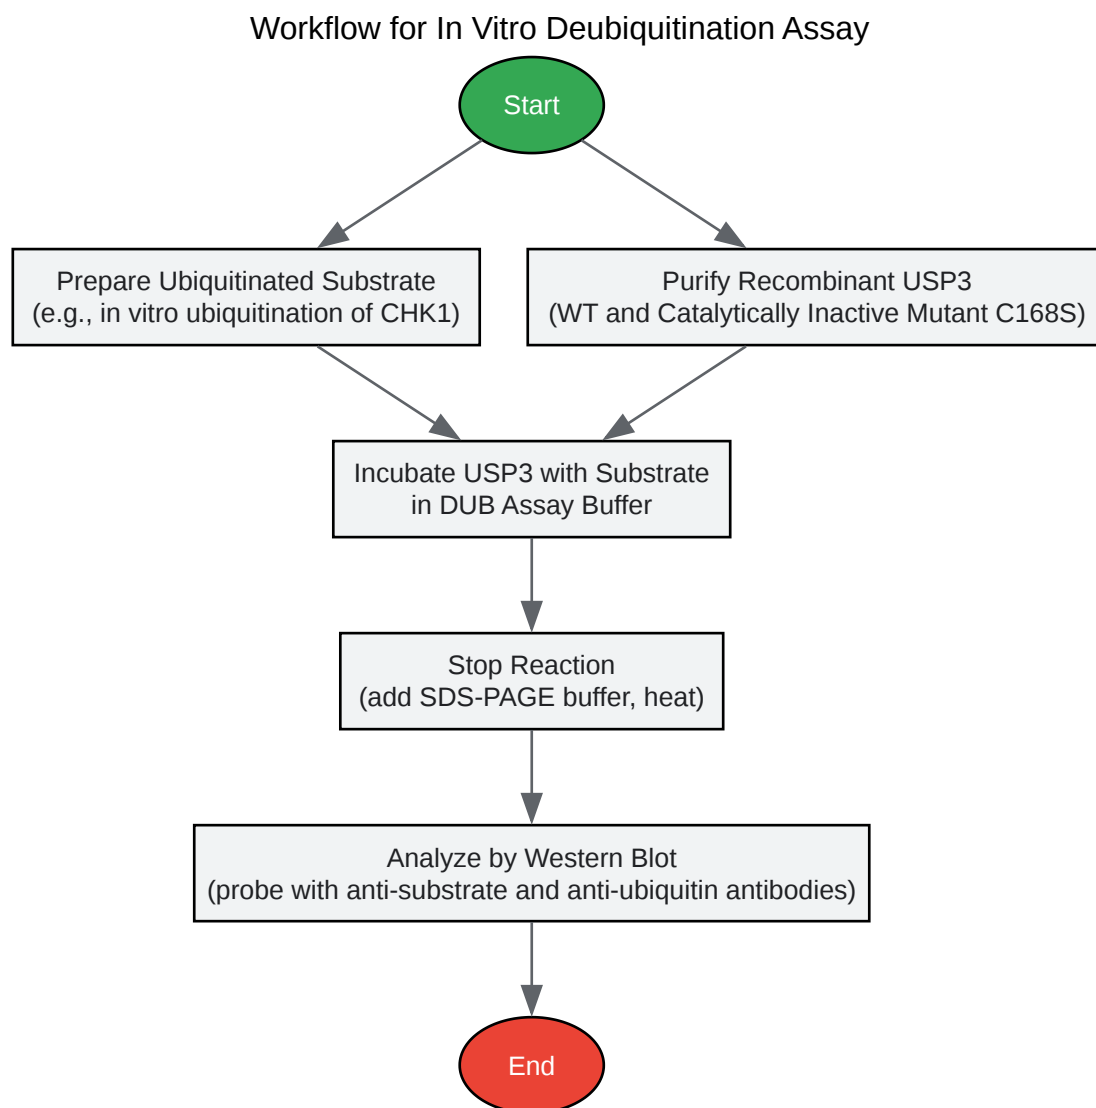 Workflow for In Vitro Deubiquitination Assay
Start
Prepare Ubiquitinated Substrate
(e.g., in vitro ubiquitination of CHK1)
Purify Recombinant USP3
(WT and Catalytically Inactive Mutant C168S)
Incubate USP3 with Substrate
in DUB Assay Buffer
Stop Reaction
(add SDS-PAGE buffer, heat)
Analyze by Western Blot
(probe with anti-substrate and anti-ubiquitin antibodies)
End